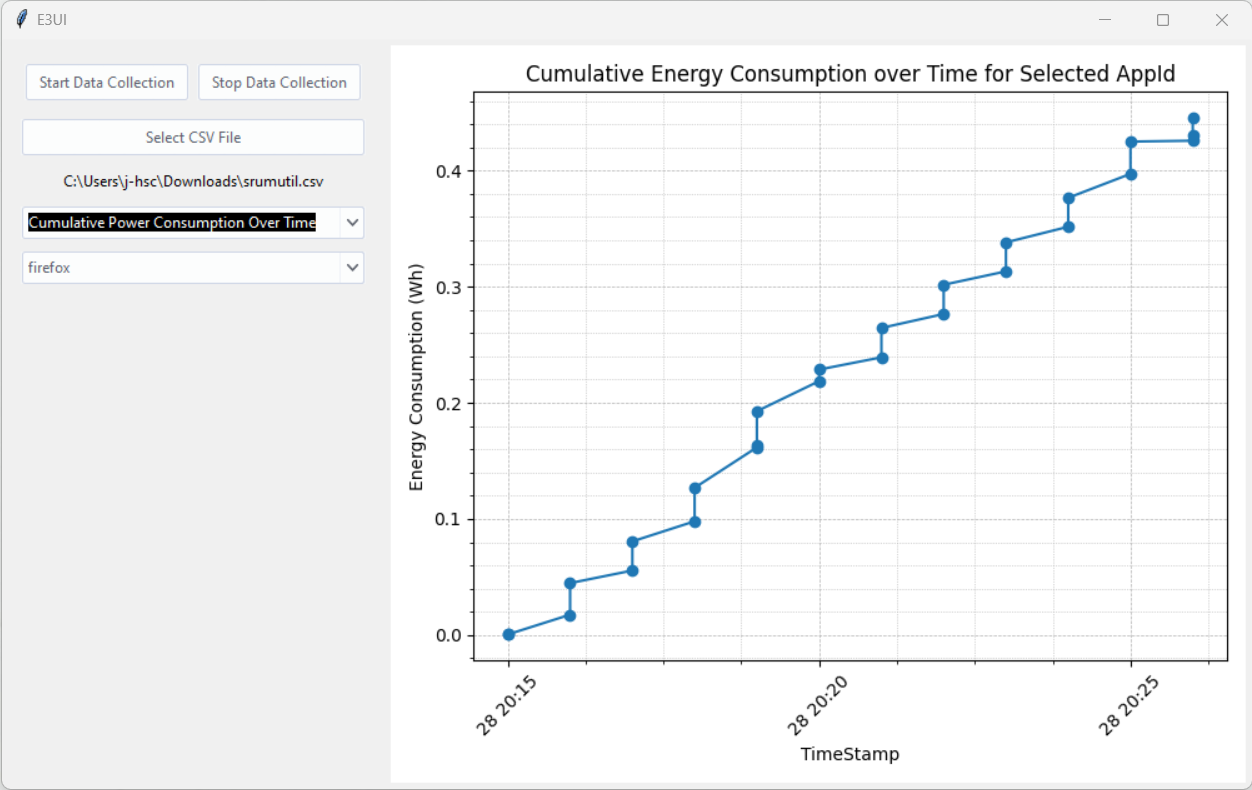 E3UI
Start Data Collection
Stop Data Collection
Select CSV File
C:\Users\j-hsc\Downloads\srumutil.csv
Cumulative Power Consumption Over Time
firefox
Cumulative Energy Consumption over Time for Selected AppId
Energy Consumption (Wh)
0.4
0.3
0.2
0.1
0.0
28 20:15
28 20:20
28 20:25
TimeStamp